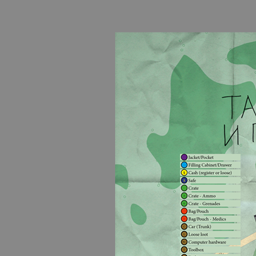 ТА
И П
Jacket/Pocket
Filling Cabinet/Drawer
Cash (register or loose)
Safe
Crate
Crate - Ammo
Crate - Grenades
Bag/Pouch
Bag/Pouch - Medics
Car (Trunk)
Loose loot
Computer hardware
Toolbox